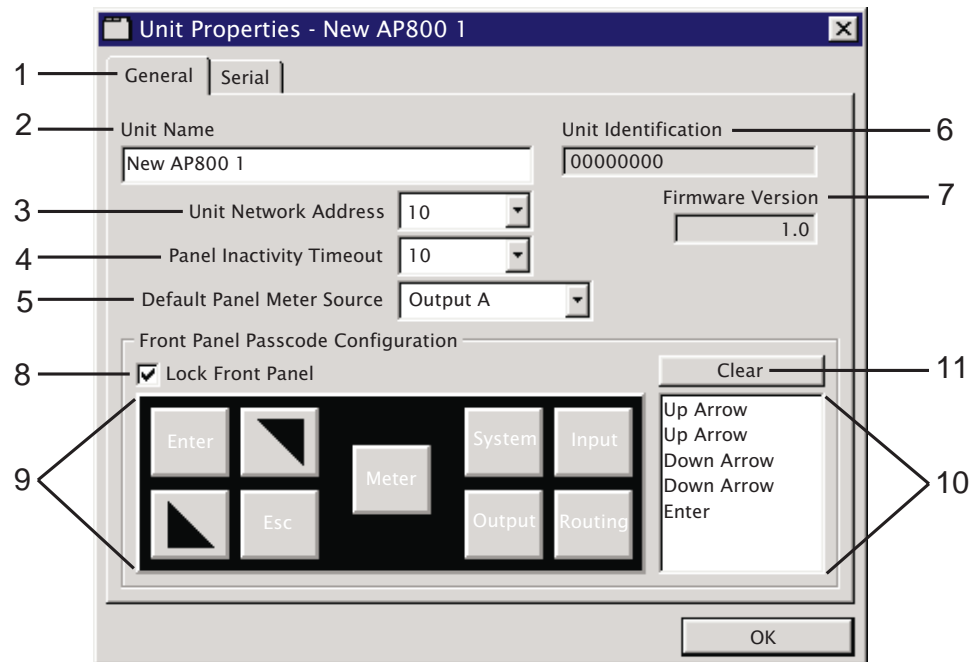 Unit Properties - New AP800 1
1
General
Serial
2
Unit Name
Unit Identification
6
New AP800 1
00000000
3
Unit Network Address
10
Firmware Version
7
1.0
4
Panel Inactivity Timeout
10
5
Default Panel Meter Source
Output A
Front Panel Passcode Configuration
8
Lock Front Panel
Clear
11
9
Enter
Meter
System
Input
Esc
Output
Routing
Up Arrow
Up Arrow
Down Arrow
Down Arrow
Enter
10
OK